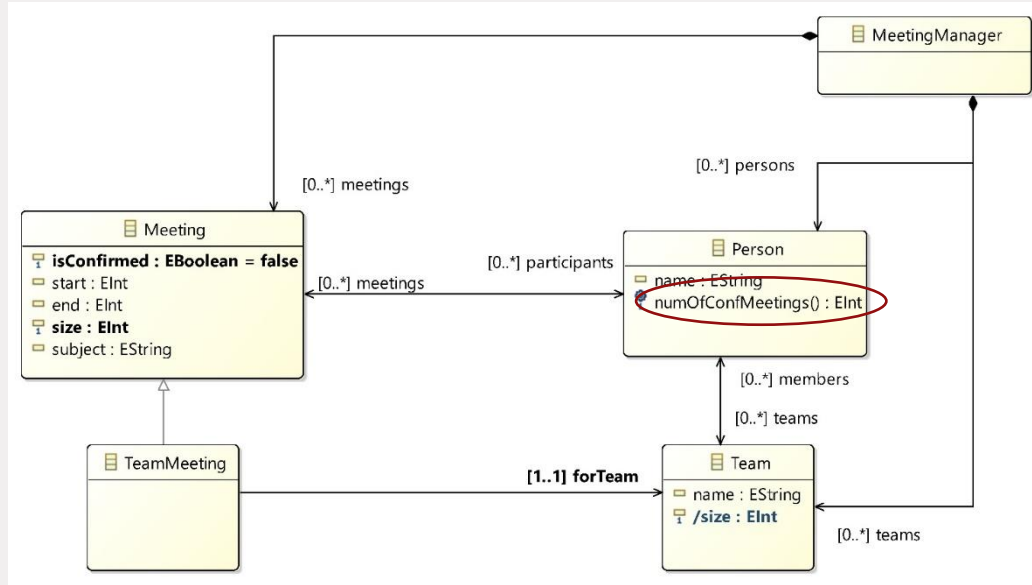 MeetingManager
[0..*] persons
[0..*] meetings
Meeting
isConfirmed : EBoolean = false
start : EInt
end : EInt
size : EInt
subject : EString
[0..*] participants
[0..*] meetings
Person
name : EString
numOfConfMeetings() : EInt
[0..*] members
[0..*] teams
TeamMeeting
[1..1] forTeam
Team
name : EString
/size : EInt
[0..*] teams